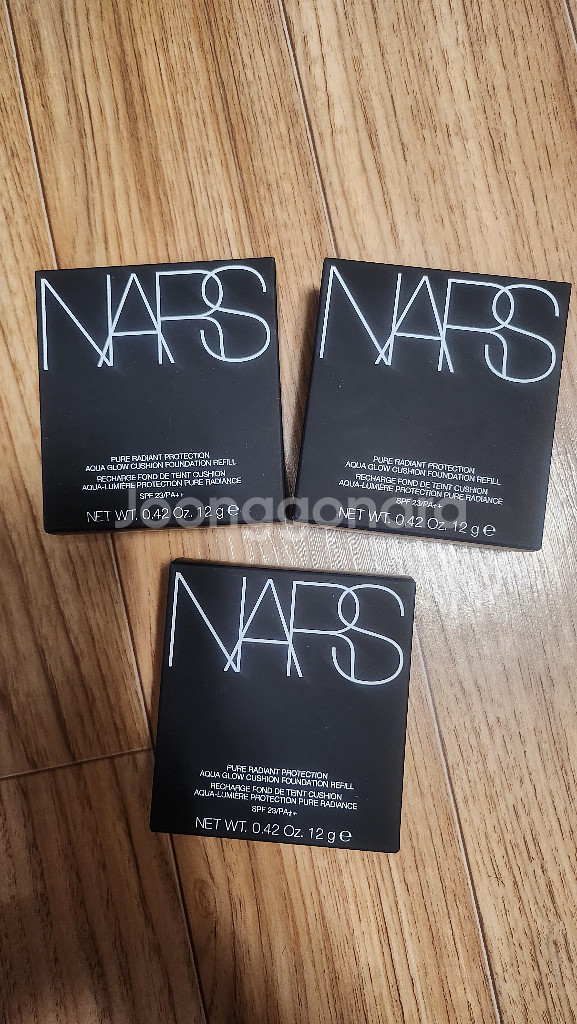 NARS
PURE RADIANT PROTECTION
AQUA GLOW CUSHION FOUNDATION REFILL
RECHARGE FOND DE TEINT CUSHION
AQUA-LUMIÈRE PROTECTION PURE RADIANCE
SPF 23/PA++
NET WT. 0.42 Oz. 12 g e
NARS
PURE RADIANT PROTECTION
AQUA GLOW CUSHION FOUNDATION REFILL
RECHARGE FOND DE TEINT CUSHION
AQUA-LUMIÈRE PROTECTION PURE RADIANCE
SPF 23/PA++
NET WT. 0.42 Oz. 12 g e
joonggonara
NARS
PURE RADIANT PROTECTION
AQUA GLOW CUSHION FOUNDATION REFILL
RECHARGE FOND DE TEINT CUSHION
AQUA-LUMIÈRE PROTECTION PURE RADIANCE
SPF 23/PA++
NET WT. 0.42 Oz. 12 g e